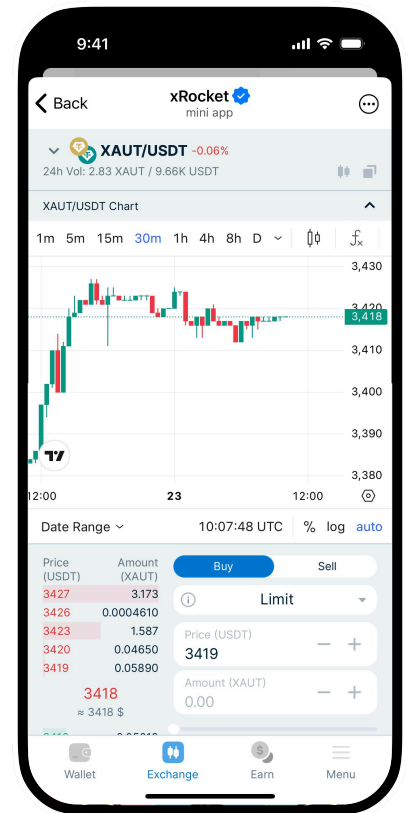 9:41
Back
xRocket
mini app
XAUT/USDT -0.06%
24h Vol: 2.83 XAUT / 9.66K USDT
XAUT/USDT Chart
1m 5m 15m 30m 1h 4h 8h D
3,430
3,420
3,418
3,410
3,400
3,390
3,380
12:00 23 12:00
Date Range 10:07:48 UTC % log auto
Price (USDT) Amount (XAUT)
3427 3.173
3426 0.0004610
3423 1.587
3420 0.04650
3419 0.05890
3418
≈ 3418 $
Buy Sell
Limit
Price (USDT)
3419
Amount (XAUT)
0.00
Wallet Exchange Earn Menu